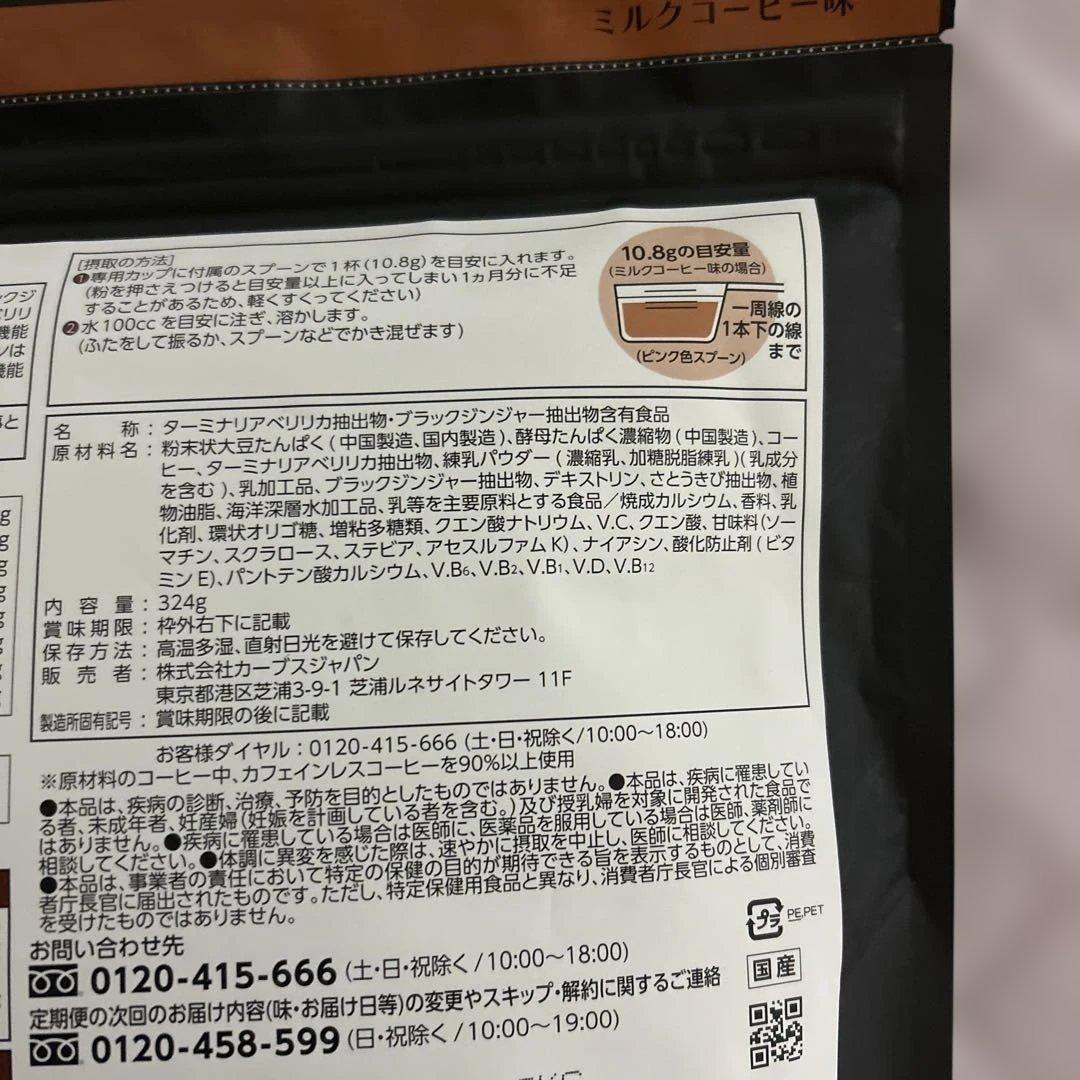 ミルクコーヒー味
[摂取の方法]
❶専用カップに付属のスプーンで1杯(10.8g)を目安に入れます。
(粉を押さえつけると目安量以上に入ってしまい1ヵ月分に不足
することがあるため、軽くすくってください)
❷水100ccを目安に注ぎ、溶かします。
(ふたをして振るか、スプーンなどでかき混ぜます)
10.8gの目安量
(ミルクコーヒー味の場合)
一周線の
1本下の線
まで
(ピンク色スプーン)
名称:ターミナリアベリリカ抽出物・ブラックジンジャー抽出物含有食品
原材料名:粉末状大豆たんぱく(中国製造、国内製造)、酵母たんぱく濃縮物(中国製造)、コー
ヒー、ターミナリアベリリカ抽出物、練乳パウダー(濃縮乳、加糖脱脂練乳)(乳成分
を含む)、乳加工品、ブラックジンジャー抽出物、デキストリン、さとうきび抽出物、植
物油脂、海洋深層水加工品、乳等を主要原料とする食品/焼成カルシウム、香料、乳
化剤、環状オリゴ糖、増粘多糖類、クエン酸ナトリウム、V.C、クエン酸、甘味料(ソー
マチン、スクラロース、ステビア、アセスルファムK)、ナイアシン、酸化防止剤(ビタ
ミンE)、パントテン酸カルシウム、V.B6、V.B2、V.B1、V.D、V.B12
内容量:324g
賞味期限:枠外右下に記載
保存方法:高温多湿、直射日光を避けて保存してください。
販売者:株式会社カーブスジャパン
東京都港区芝浦3-9-1 芝浦ルネサイトタワー 11F
製造所固有記号:賞味期限の後に記載
お客様ダイヤル:0120-415-666 (土・日・祝除く/10:00～18:00)
※原材料のコーヒー中、カフェインレスコーヒーを90%以上使用
●本品は、疾病の診断、治療、予防を目的としたものではありません。●本品は、疾病に罹患してい
る者、未成年者、妊産婦(妊娠を計画している者を含む。)及び授乳婦を対象に開発された食品で
はありません。●疾病に罹患している場合は医師に、医薬品を服用している場合は医師、薬剤師に
相談してください。●体調に異変を感じた際は、速やかに摂取を中止し、医師に相談してください。
●本品は、事業者の責任において特定の保健の目的が期待できる旨を表示するものとして、消費
者庁長官に届出されたものです。ただし、特定保健用食品と異なり、消費者庁長官による個別審査
を受けたものではありません。
プラ PE,PET
国産
お問い合わせ先
0120-415-666 (土・日・祝除く/10:00～18:00)
定期便の次回のお届け内容(味・お届け日等)の変更やスキップ・解約に関するご連絡
0120-458-599 (日・祝除く/10:00～19:00)